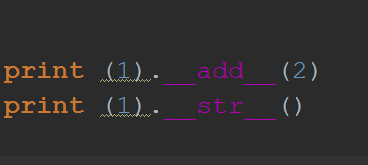 print (1).__add__(2)
print (1).__str__()